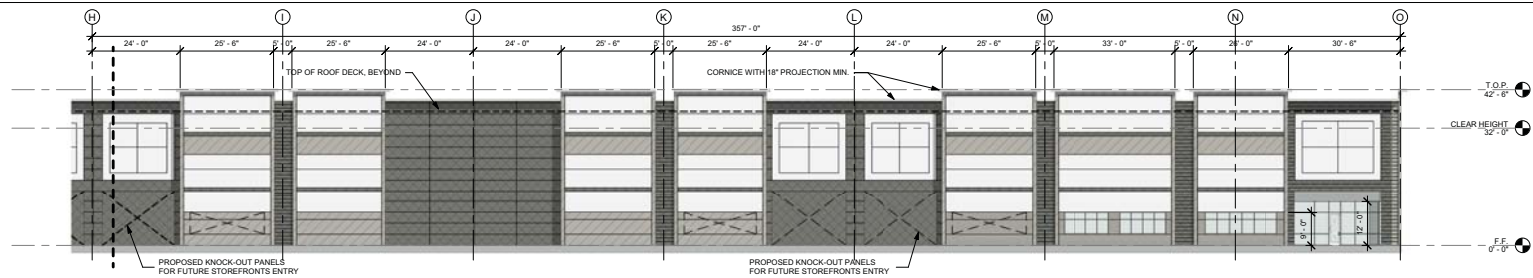 H I J K L M N O
357' - 0"
24' - 0" 25' - 6" 5' - 0" 25' - 6" 24' - 0" 24' - 0" 25' - 6" 5' - 0" 25' - 6" 24' - 0" 24' - 0" 25' - 6" 5' - 0" 33' - 0" 5' - 0" 26' - 0" 30' - 6"
TOP OF ROOF DECK, BEYOND
CORNICE WITH 18" PROJECTION MIN.
T.O.P.
42' - 6"
CLEAR HEIGHT
32' - 0"
9' - 0"
12' - 0"
F.F.
0' - 0"
PROPOSED KNOCK-OUT PANELS
FOR FUTURE STOREFRONTS ENTRY
PROPOSED KNOCK-OUT PANELS
FOR FUTURE STOREFRONTS ENTRY